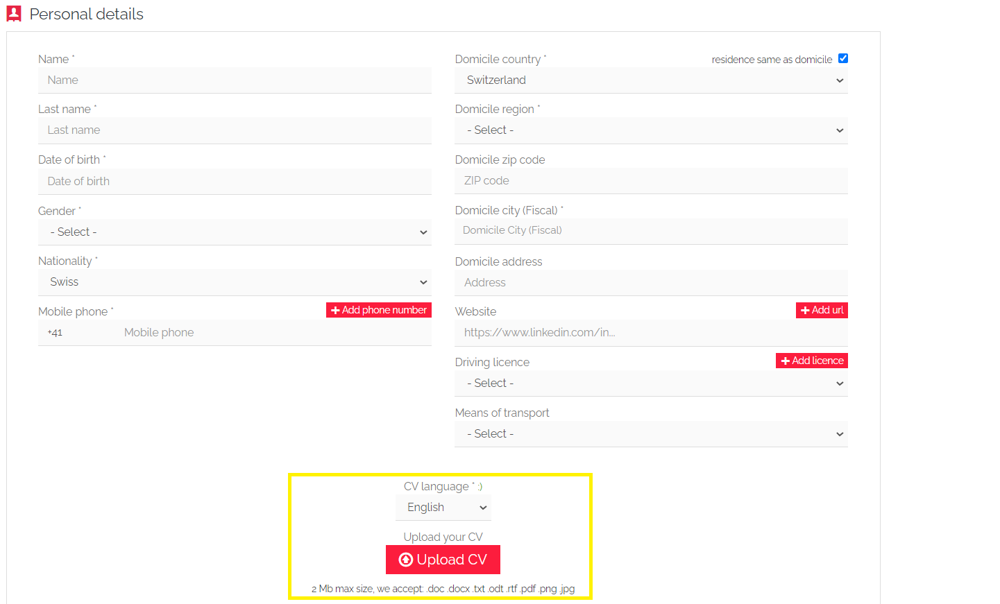 Personal details
Name *
Name
Last name *
Last name
Date of birth *
Date of birth
Gender *
- Select -
Nationality *
Swiss
Mobile phone *
Add phone number
+41
Mobile phone
Domicile country *
residence same as domicile
Switzerland
Domicile region *
- Select -
Domicile zip code
ZIP code
Domicile city (Fiscal) *
Domicile City (Fiscal)
Domicile address
Address
Website
Add url
https://www.linkedin.com/in...
Driving licence
Add licence
- Select -
Means of transport
- Select -
CV language * :)
English
Upload your CV
Upload CV
2 Mb max size, we accept: .doc .docx .txt .odt .rtf .pdf .png .jpg